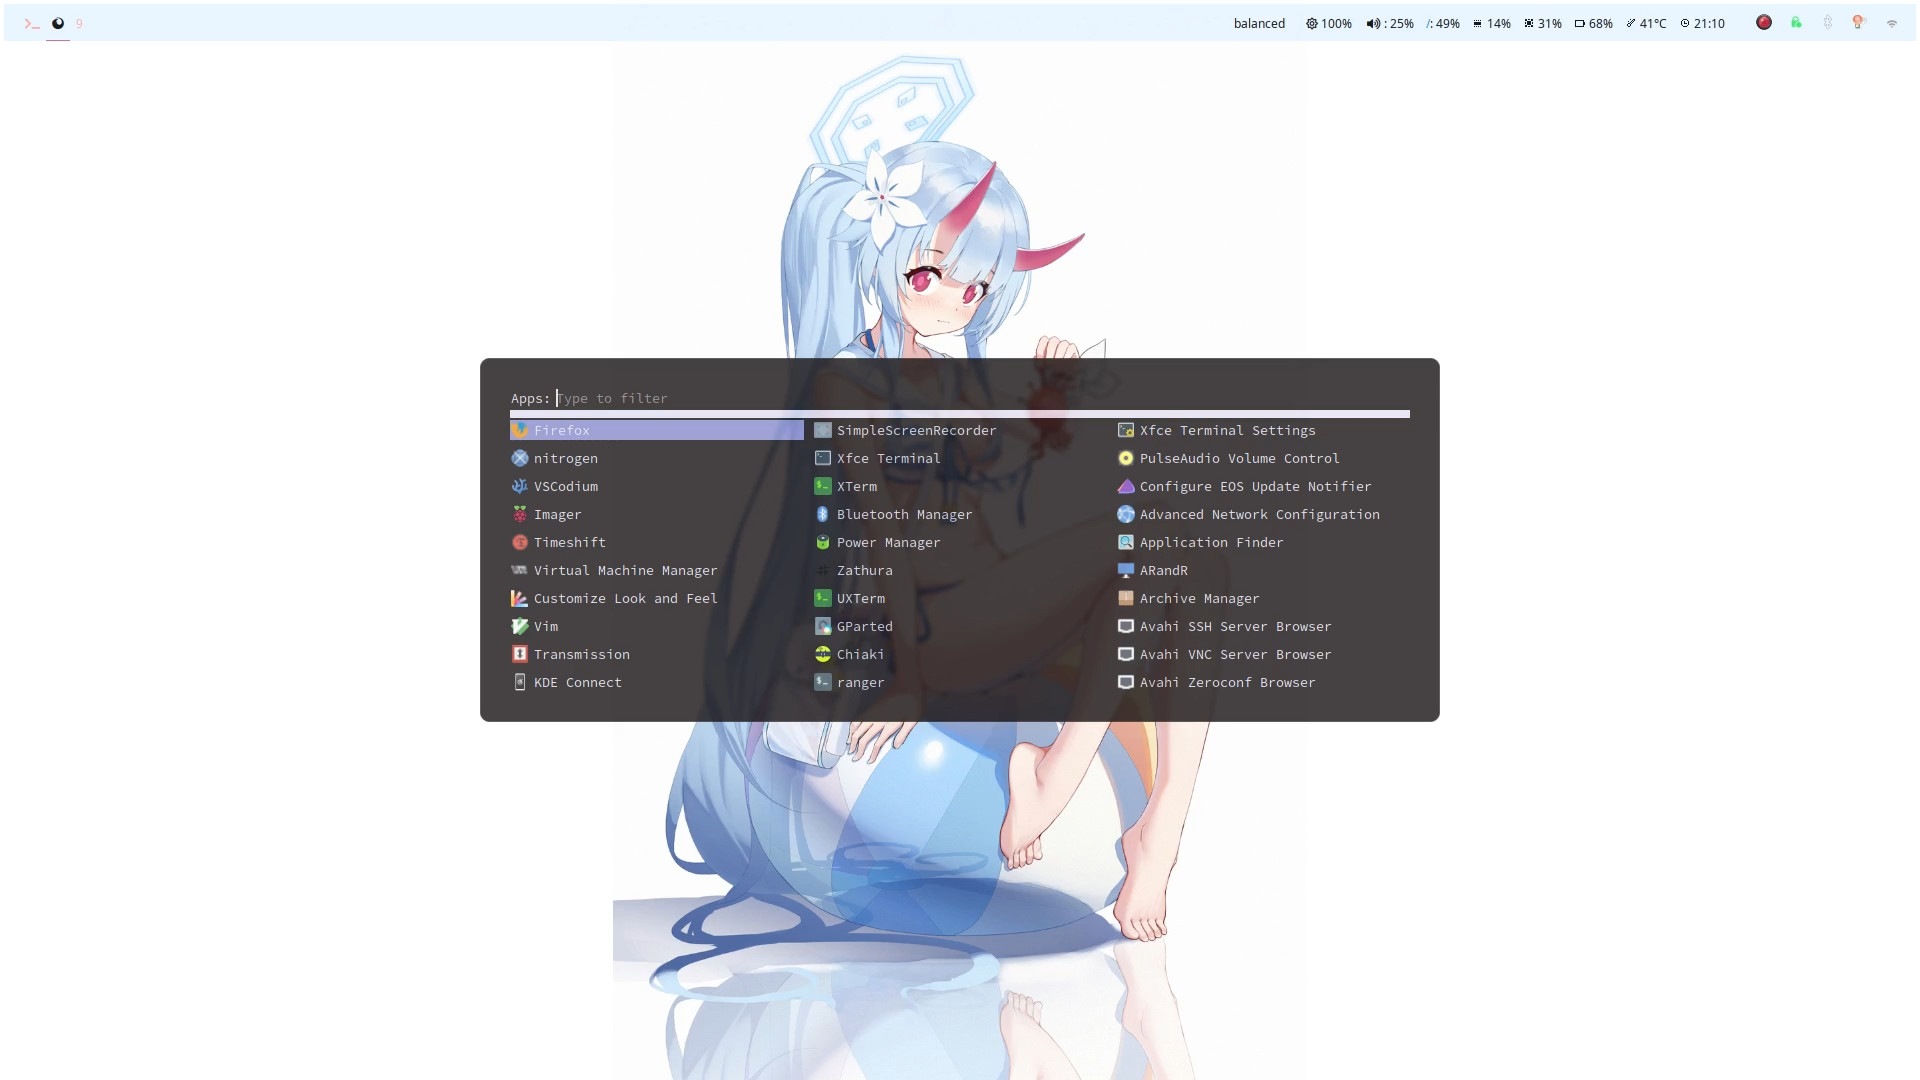 >_ 9 balanced 100% : 25% /: 49% 14% 31% 68% 41°C 21:10
Apps: Type to filter
Firefox
nitrogen
VSCodium
Imager
Timeshift
Virtual Machine Manager
Customize Look and Feel
Vim
Transmission
KDE Connect
SimpleScreenRecorder
Xfce Terminal
XTerm
Bluetooth Manager
Power Manager
Zathura
UXTerm
GParted
Chiaki
ranger
Xfce Terminal Settings
PulseAudio Volume Control
Configure EOS Update Notifier
Advanced Network Configuration
Application Finder
ARandR
Archive Manager
Avahi SSH Server Browser
Avahi VNC Server Browser
Avahi Zeroconf Browser